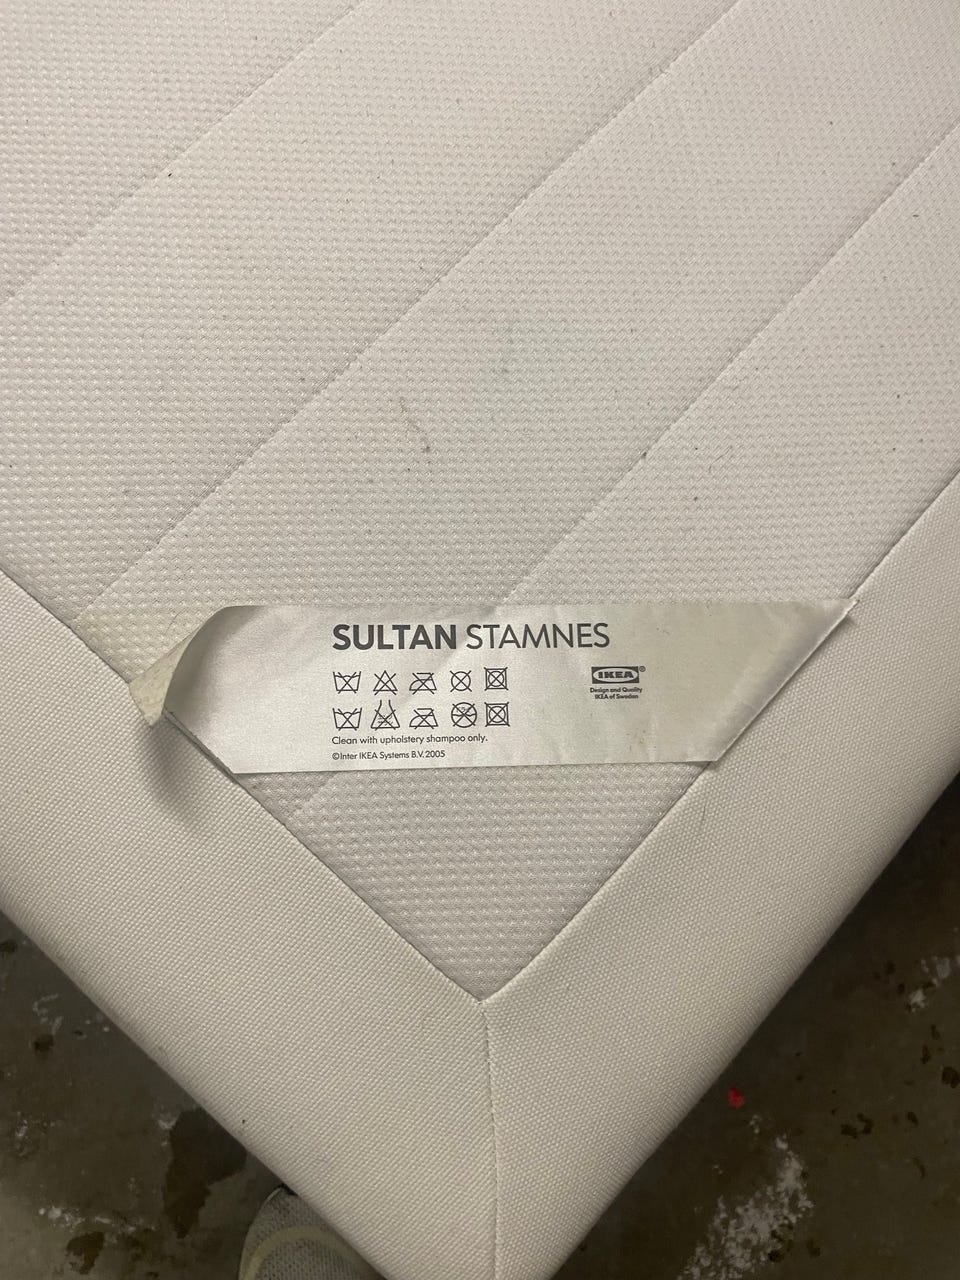 SULTAN STAMNES
IKEA®
Design and Quality
IKEA of Sweden
Clean with upholstery shampoo only.
©Inter IKEA Systems B.V. 2005